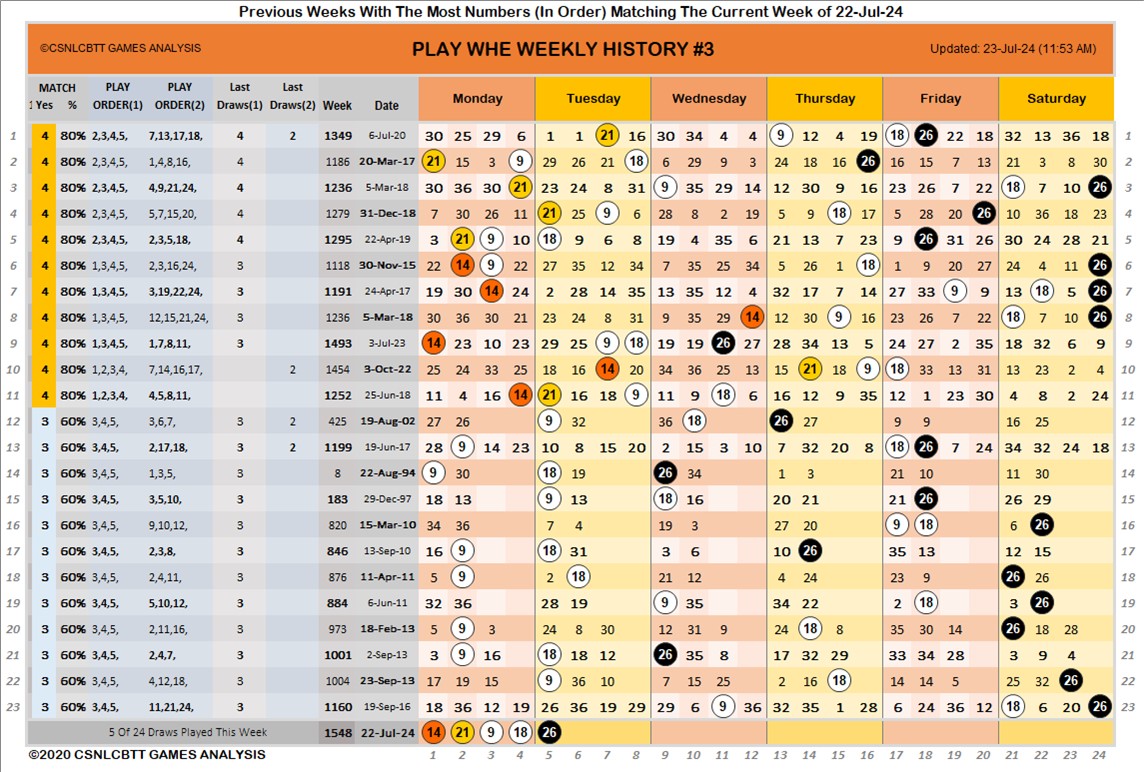 Previous Weeks With The Most Numbers (In Order) Matching The Current Week of 22-Jul-24
©CSNLCBTT GAMES ANALYSIS PLAY WHE WEEKLY HISTORY #3 Updated: 23-Jul-24 (11:53 AM)
MATCH PLAY PLAY Last Last
Yes % ORDER(1) ORDER(2) Draws(1) Draws(2) Week Date Monday Tuesday Wednesday Thursday Friday Saturday
1 4 80% 2,3,4,5, 7,13,17,18, 4 2 1349 6-Jul-20 30 25 29 6 1 1 21 16 30 34 4 4 9 12 4 19 18 26 22 18 32 13 36 18 1
2 4 80% 2,3,4,5, 1,4,8,16, 4 1186 20-Mar-17 21 15 3 9 29 26 21 18 6 29 9 3 24 18 16 26 16 15 7 13 21 3 8 30 2
3 4 80% 2,3,4,5, 4,9,21,24, 4 1236 5-Mar-18 30 36 30 21 23 24 8 31 9 35 29 14 12 30 9 16 23 26 7 22 18 7 10 26 3
4 4 80% 2,3,4,5, 5,7,15,20, 4 1279 31-Dec-18 7 30 26 11 21 25 9 6 28 8 2 19 5 9 18 17 5 28 20 26 10 36 18 23 4
5 4 80% 2,3,4,5, 2,3,5,18, 4 1295 22-Apr-19 3 21 9 10 18 9 6 8 19 4 35 6 21 13 7 23 9 26 31 26 30 24 28 21 5
6 4 80% 1,3,4,5, 2,3,16,24, 3 1118 30-Nov-15 22 14 9 22 27 35 12 34 7 35 25 34 5 26 1 18 1 9 20 27 24 4 11 26 6
7 4 80% 1,3,4,5, 3,19,22,24, 3 1191 24-Apr-17 19 30 14 24 2 28 14 35 13 35 12 4 32 17 7 14 27 33 9 9 13 18 5 26 7
8 4 80% 1,3,4,5, 12,15,21,24, 3 1236 5-Mar-18 30 36 30 21 23 24 8 31 9 35 29 14 12 30 9 16 23 26 7 22 18 7 10 26 8
9 4 80% 1,3,4,5, 1,7,8,11, 3 1493 3-Jul-23 14 23 10 23 29 25 9 18 19 19 26 27 28 34 13 5 24 27 2 35 18 32 6 9 9
10 4 80% 1,2,3,4, 7,14,16,17, 2 1454 3-Oct-22 25 24 33 25 18 16 14 20 34 36 25 13 15 21 18 9 18 33 13 31 13 23 2 4 10
11 4 80% 1,2,3,4, 4,5,8,11, 1252 25-Jun-18 11 4 16 14 21 16 18 9 11 9 18 6 16 12 9 35 12 1 23 30 4 8 2 24 11
12 3 60% 3,4,5, 3,6,7, 3 2 425 19-Aug-02 27 26 9 32 36 18 26 27 9 9 16 25 12
13 3 60% 3,4,5, 2,17,18, 3 2 1199 19-Jun-17 28 9 14 23 10 8 15 20 2 15 3 10 7 32 20 8 18 26 7 24 34 32 24 18 13
14 3 60% 3,4,5, 1,3,5, 3 8 22-Aug-94 9 30 18 19 26 34 1 3 21 10 11 30 14
15 3 60% 3,4,5, 3,5,10, 3 183 29-Dec-97 18 13 9 13 18 16 20 21 21 26 26 29 15
16 3 60% 3,4,5, 9,10,12, 3 820 15-Mar-10 34 36 7 4 19 3 27 20 9 18 6 26 16
17 3 60% 3,4,5, 2,3,8, 3 846 13-Sep-10 16 9 18 31 3 6 10 26 35 13 12 15 17
18 3 60% 3,4,5, 2,4,11, 3 876 11-Apr-11 5 9 2 18 21 12 4 24 23 9 26 26 18
19 3 60% 3,4,5, 5,10,12, 3 884 6-Jun-11 32 36 28 19 9 35 34 22 2 18 3 26 19
20 3 60% 3,4,5, 2,11,16, 3 973 18-Feb-13 5 9 3 24 8 30 12 31 9 24 18 8 35 30 14 26 18 28 20
21 3 60% 3,4,5, 2,4,7, 3 1001 2-Sep-13 3 9 16 18 18 12 26 35 8 17 32 29 33 34 28 3 9 4 21
22 3 60% 3,4,5, 4,12,18, 3 1004 23-Sep-13 17 19 15 9 36 10 7 15 25 2 16 18 14 14 5 25 32 26 22
23 3 60% 3,4,5, 11,21,24, 3 1160 19-Sep-16 18 36 12 19 26 36 19 29 29 6 9 36 32 35 1 28 6 24 36 12 18 6 20 26 23
5 Of 24 Draws Played This Week 1548 22-Jul-24 14 21 9 18 26
©2020 CSNLCBTT GAMES ANALYSIS 1 2 3 4 5 6 7 8 9 10 11 12 13 14 15 16 17 18 19 20 21 22 23 24